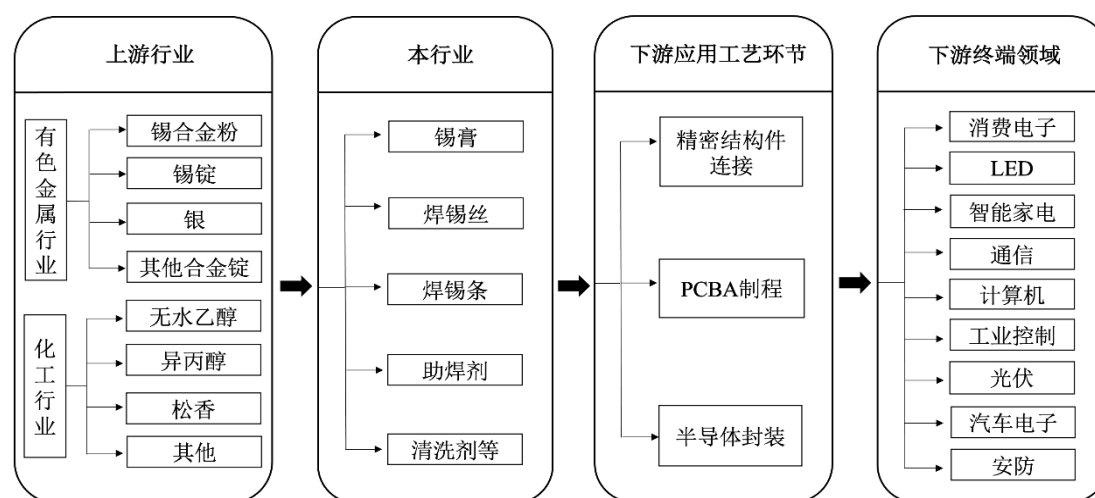 上游行业
有色金属行业
锡合金粉
锡锭
银
其他合金锭
化工行业
无水乙醇
异丙醇
松香
其他
本行业
锡膏
焊锡丝
焊锡条
助焊剂
清洗剂等
下游应用工艺环节
精密结构件
连接
PCBA制程
半导体封装
下游终端领域
消费电子
LED
智能家电
通信
计算机
工业控制
光伏
汽车电子
安防